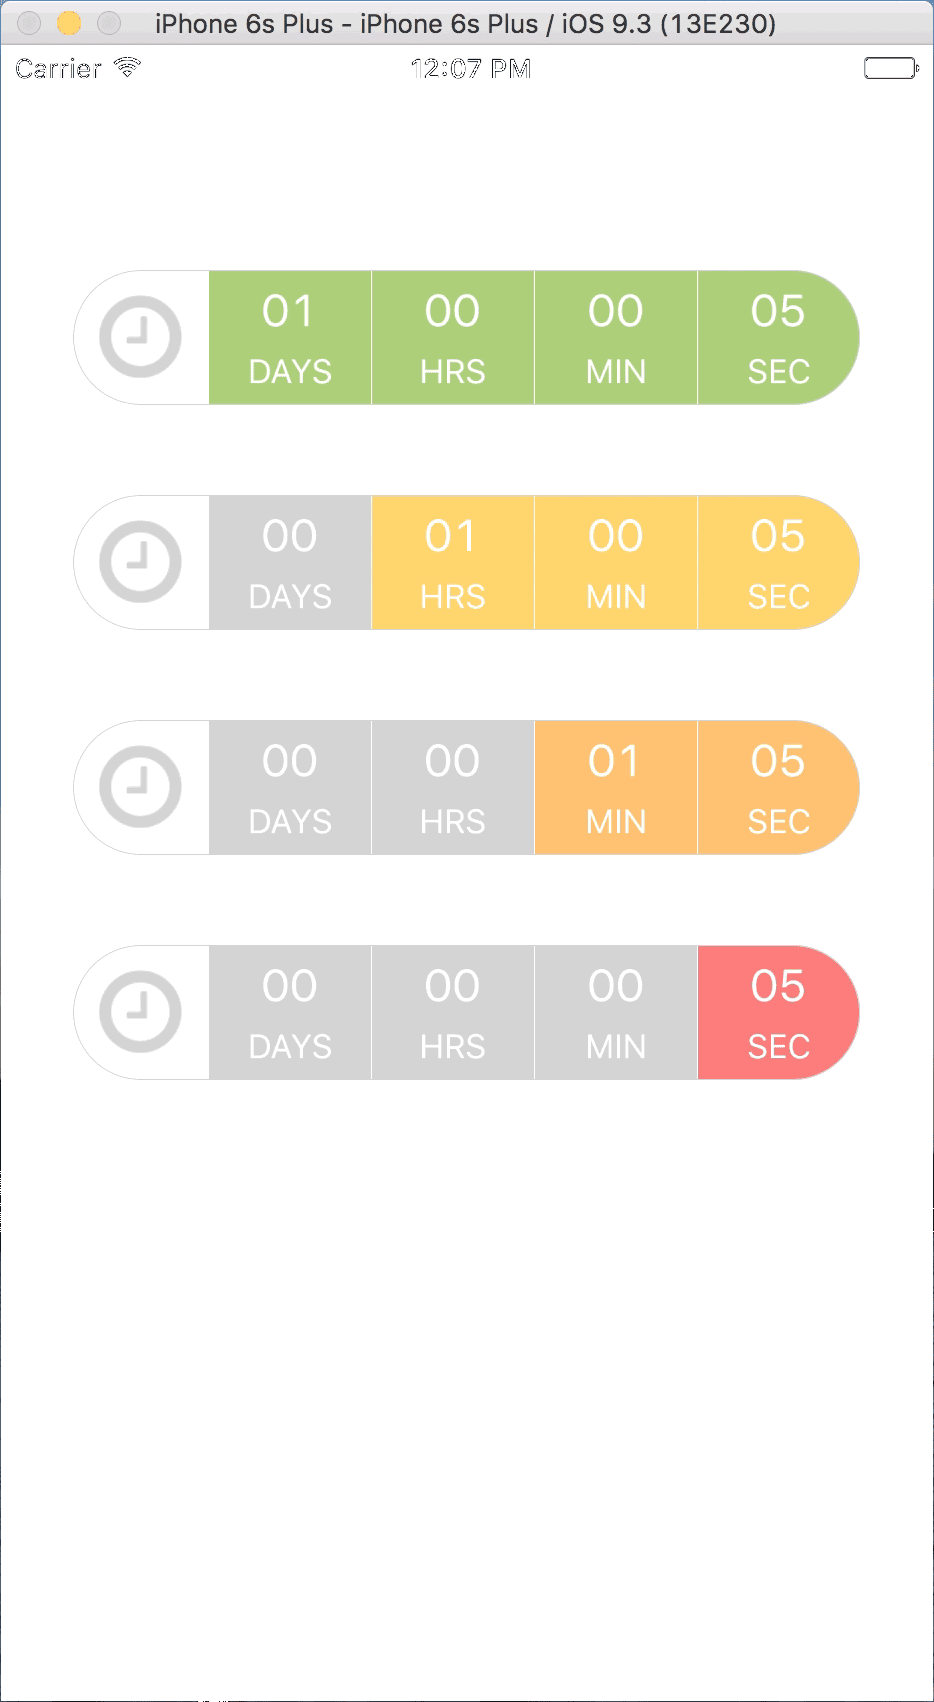 iPhone 6s Plus - iPhone 6s Plus / iOS 9.3 (13E230)
Carrier 12:07 PM
01 00 00 05
DAYS HRS MIN SEC
00 01 00 05
DAYS HRS MIN SEC
00 00 01 05
DAYS HRS MIN SEC
00 00 00 05
DAYS HRS MIN SEC